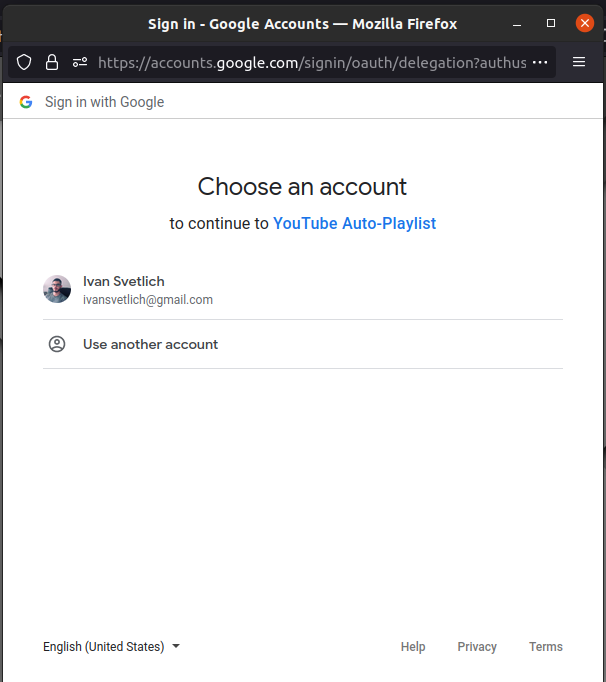 Sign in - Google Accounts — Mozilla Firefox
https://accounts.google.com/signin/oauth/delegation?authus
Sign in with Google
Choose an account
to continue to YouTube Auto-Playlist
Ivan Svetlich
ivansvetlich@gmail.com
Use another account
English (United States) Help Privacy Terms